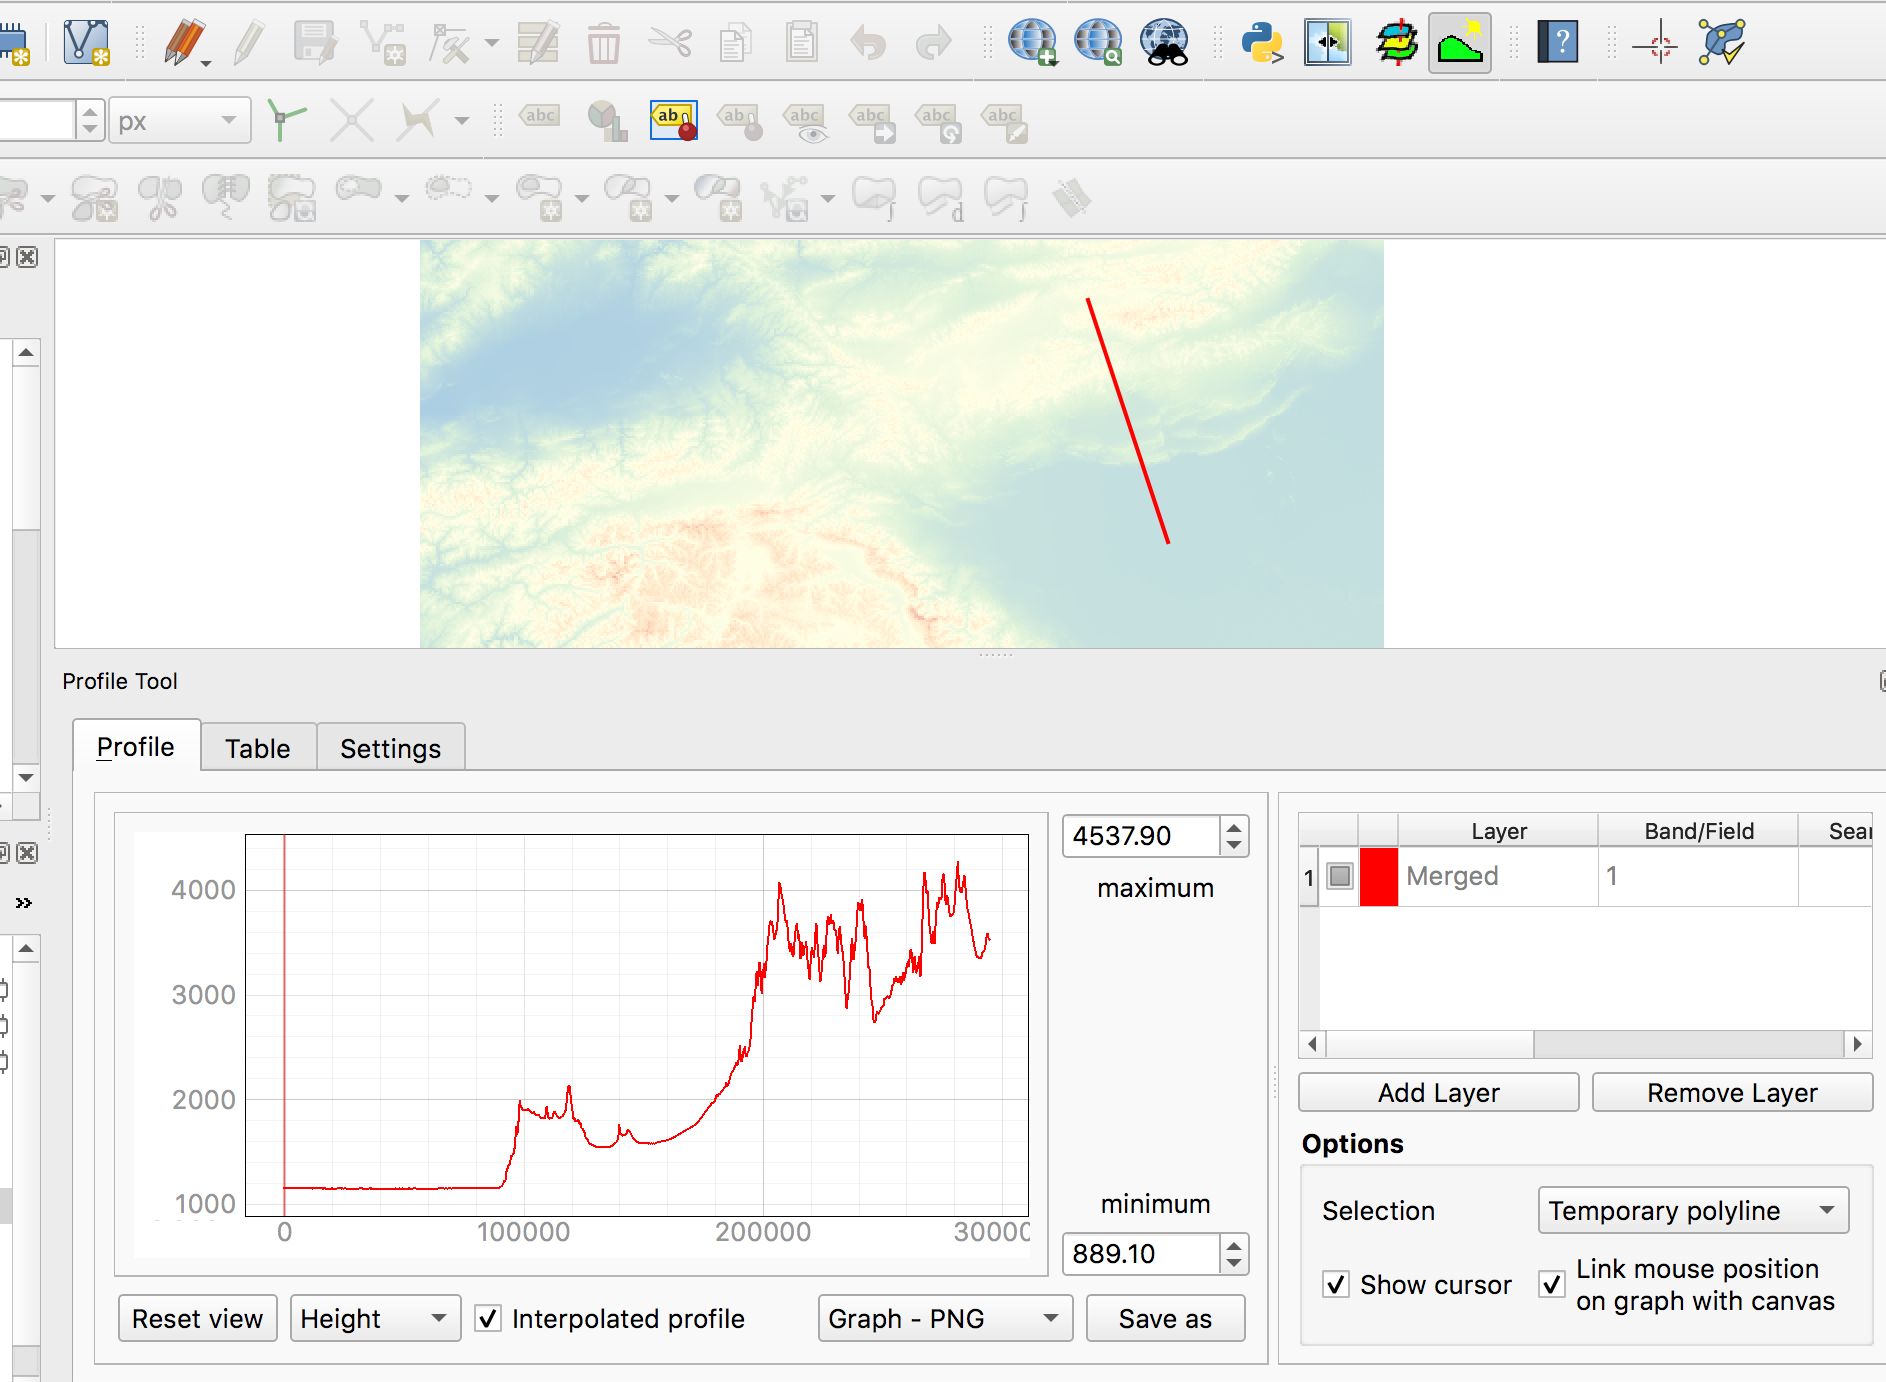 px
abc
ab
ab
abc
abc
abc
abc
j
d
j
Profile Tool
Profile
Table
Settings
4000
3000
2000
1000
0
100000
200000
30000
4537.90
maximum
minimum
889.10
Layer
Band/Field
Sear
1
Merged
1
Add Layer
Remove Layer
Options
Selection
Temporary polyline
Show cursor
Link mouse position
on graph with canvas
Reset view
Height
Interpolated profile
Graph - PNG
Save as